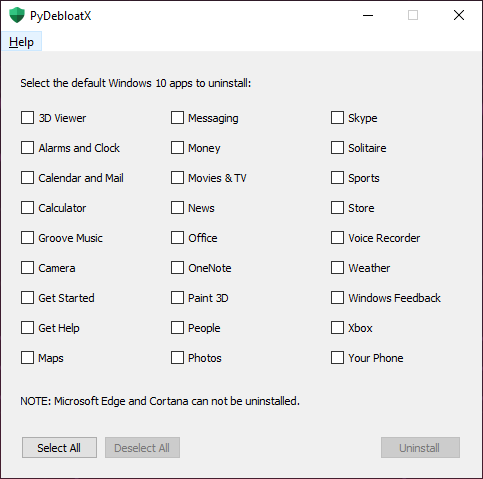 PyDebloatX
Help
Select the default Windows 10 apps to uninstall:
3D Viewer
Messaging
Skype
Alarms and Clock
Money
Solitaire
Calendar and Mail
Movies & TV
Sports
Calculator
News
Store
Groove Music
Office
Voice Recorder
Camera
OneNote
Weather
Get Started
Paint 3D
Windows Feedback
Get Help
People
Xbox
Maps
Photos
Your Phone
NOTE: Microsoft Edge and Cortana can not be uninstalled.
Select All
Deselect All
Uninstall